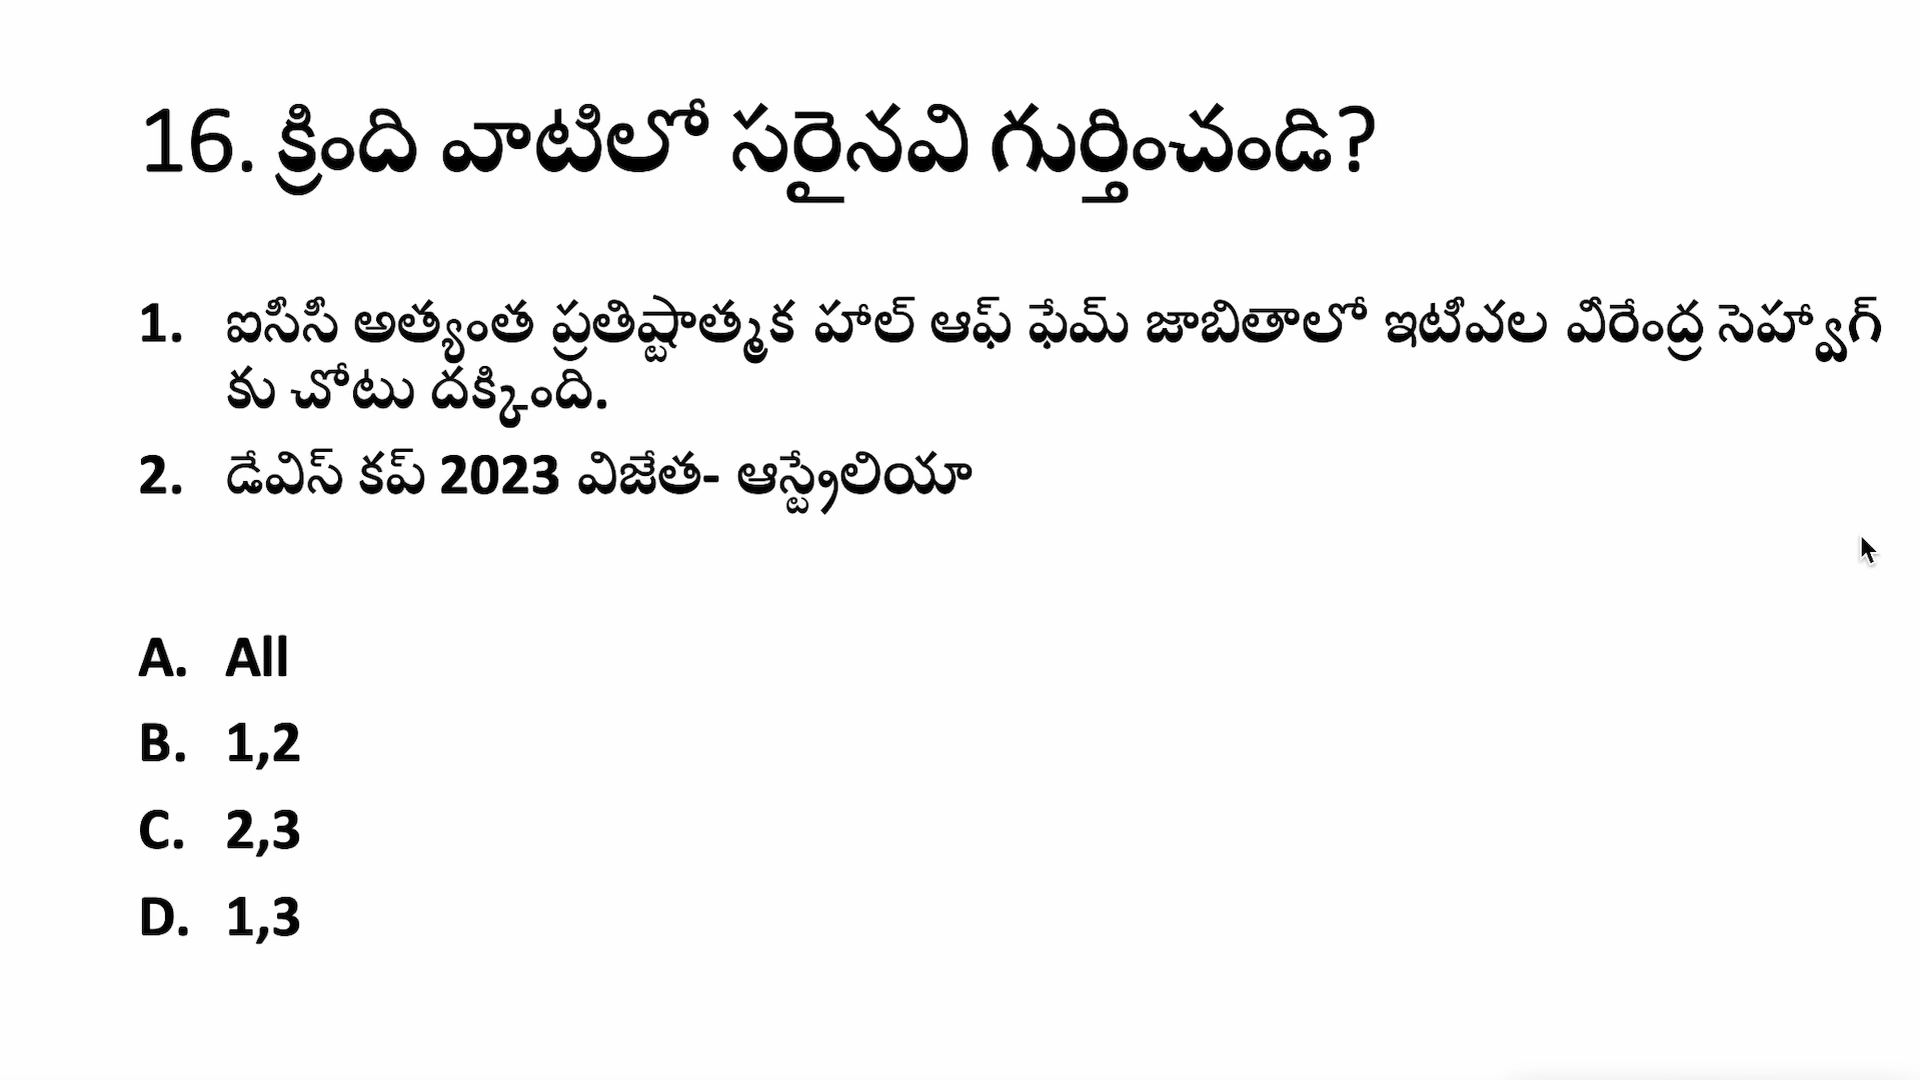 16. క్రింది వాటిలో సరైనవి గుర్తించండి?
1. ఐసీసీ అత్యంత ప్రతిష్టాత్మక హాల్ ఆఫ్ ఫేమ్ జాబితాలో ఇటీవల వీరేంద్ర సెహ్వాగ్
కు చోటు దక్కింది.
2. డేవిస్ కప్ 2023 విజేత- ఆస్ట్రేలియా
A. All
B. 1,2
C. 2,3
D. 1,3